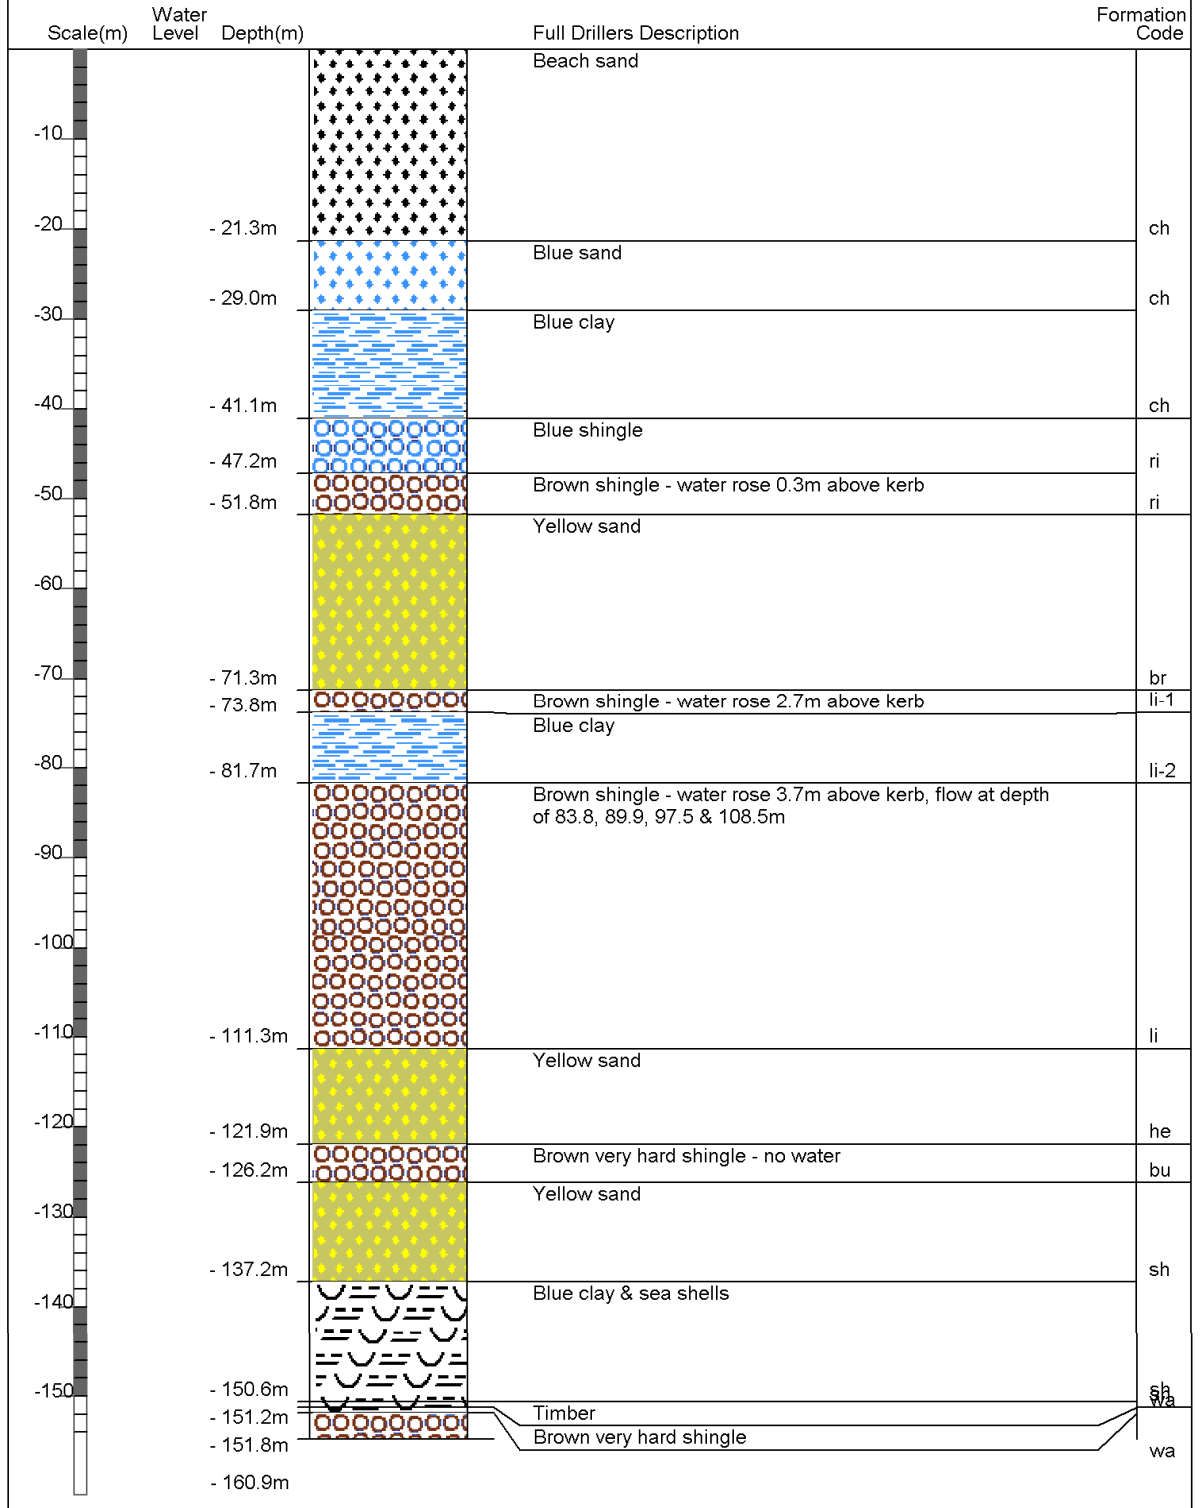 Water Formation
Scale(m) Level Depth(m) Full Drillers Description Code
Beach sand
-10
-20 - 21.3m ch
Blue sand
- 29.0m ch
-30
Blue clay
-40 - 41.1m ch
Blue shingle
- 47.2m ri
Brown shingle - water rose 0.3m above kerb
-50 - 51.8m ri
Yellow sand
-60
-70 - 71.3m br
- 73.8m Brown shingle - water rose 2.7m above kerb li-1
Blue clay
-80 - 81.7m li-2
Brown shingle - water rose 3.7m above kerb, flow at depth
of 83.8, 89.9, 97.5 & 108.5m
-90
-100
-110 - 111.3m li
Yellow sand
-120 - 121.9m he
Brown very hard shingle - no water
- 126.2m bu
Yellow sand
-130
- 137.2m sh
Blue clay & sea shells
-140
-150 - 150.6m sh
wa
- 151.2m Timber
Brown very hard shingle
- 151.8m wa
- 160.9m